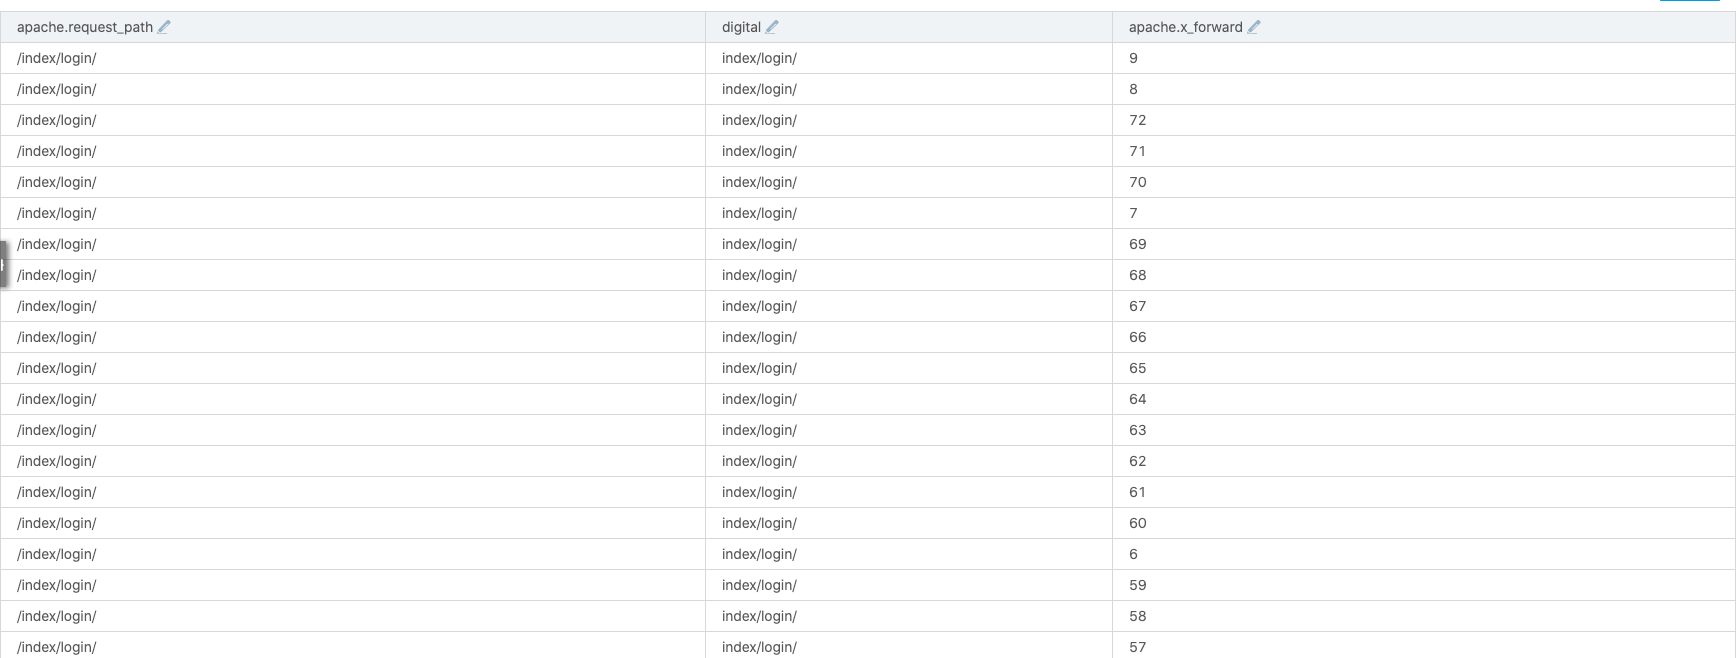 apache.request_path digital apache.x_forward
/index/login/ index/login/ 9
/index/login/ index/login/ 8
/index/login/ index/login/ 72
/index/login/ index/login/ 71
/index/login/ index/login/ 70
/index/login/ index/login/ 7
/index/login/ index/login/ 69
/index/login/ index/login/ 68
/index/login/ index/login/ 67
/index/login/ index/login/ 66
/index/login/ index/login/ 65
/index/login/ index/login/ 64
/index/login/ index/login/ 63
/index/login/ index/login/ 62
/index/login/ index/login/ 61
/index/login/ index/login/ 60
/index/login/ index/login/ 6
/index/login/ index/login/ 59
/index/login/ index/login/ 58
/index/login/ index/login/ 57